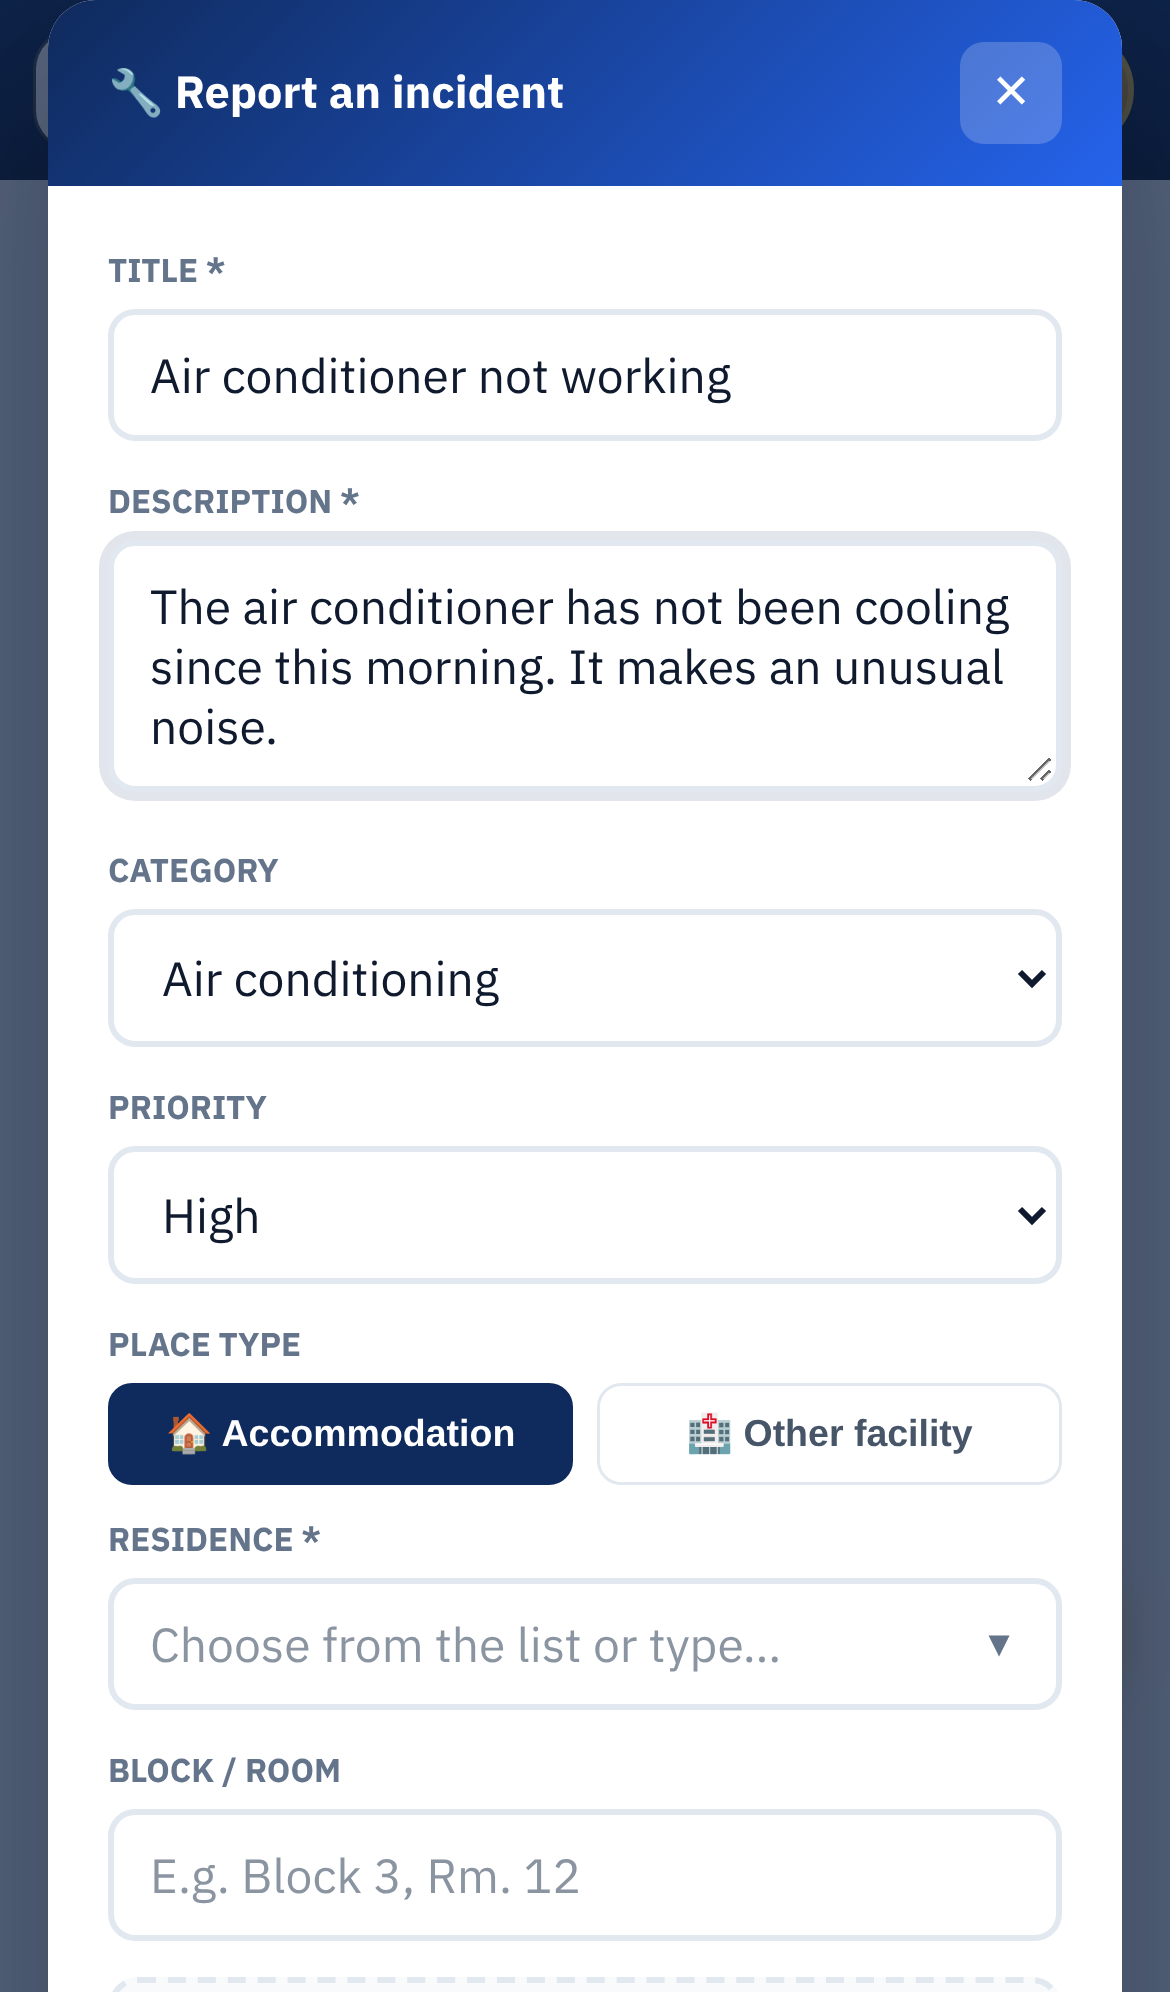 🔧 Report an incident
✕
TITLE *
Air conditioner not working
DESCRIPTION *
The air conditioner has not been cooling
since this morning. It makes an unusual
noise.
CATEGORY
Air conditioning
PRIORITY
High
PLACE TYPE
🏠 Accommodation
🏥 Other facility
RESIDENCE *
Choose from the list or type...
▼
BLOCK / ROOM
E.g. Block 3, Rm. 12